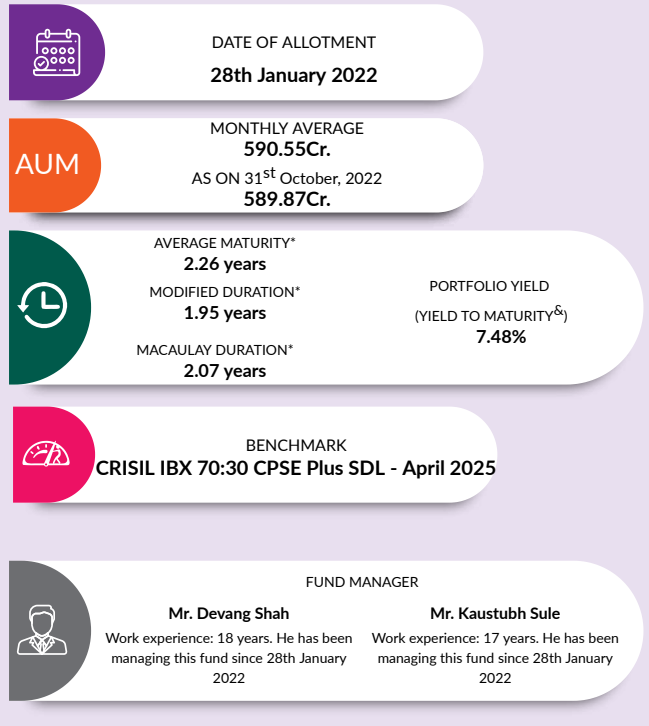 DATE OF ALLOTMENT
28th January 2022
AUM
MONTHLY AVERAGE
590.55Cr.
AS ON 31st October, 2022
589.87Cr.
AVERAGE MATURITY*
2.26 years
MODIFIED DURATION*
1.95 years
MACAULAY DURATION*
2.07 years
PORTFOLIO YIELD
(YIELD TO MATURITY&)
7.48%
BENCHMARK
CRISIL IBX 70:30 CPSE Plus SDL - April 2025
FUND MANAGER
Mr. Devang Shah
Work experience: 18 years. He has been
managing this fund since 28th January
2022
Mr. Kaustubh Sule
Work experience: 17 years. He has been
managing this fund since 28th January
2022